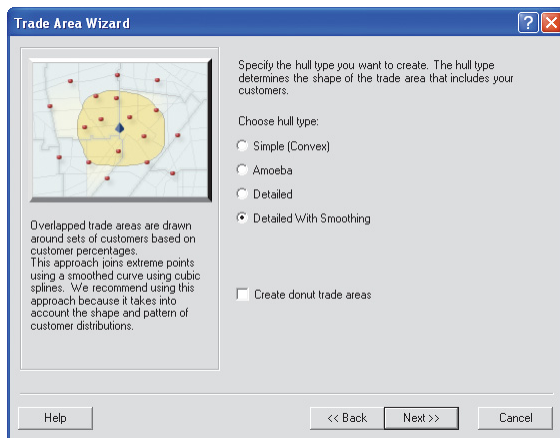 Trade Area Wizard
Specify the hull type you want to create. The hull type
determines the shape of the trade area that includes your
customers.
Choose hull type:
Simple (Convex)
Amoeba
Detailed
Detailed With Smoothing
Create donut trade areas
Overlapped trade areas are drawn
around sets of customers based on
customer percentages.
This approach joins extreme points
using a smoothed curve using cubic
splines. We recommend using this
approach because it takes into
account the shape and pattern of
customer distributions.
Help
<< Back
Next >>
Cancel